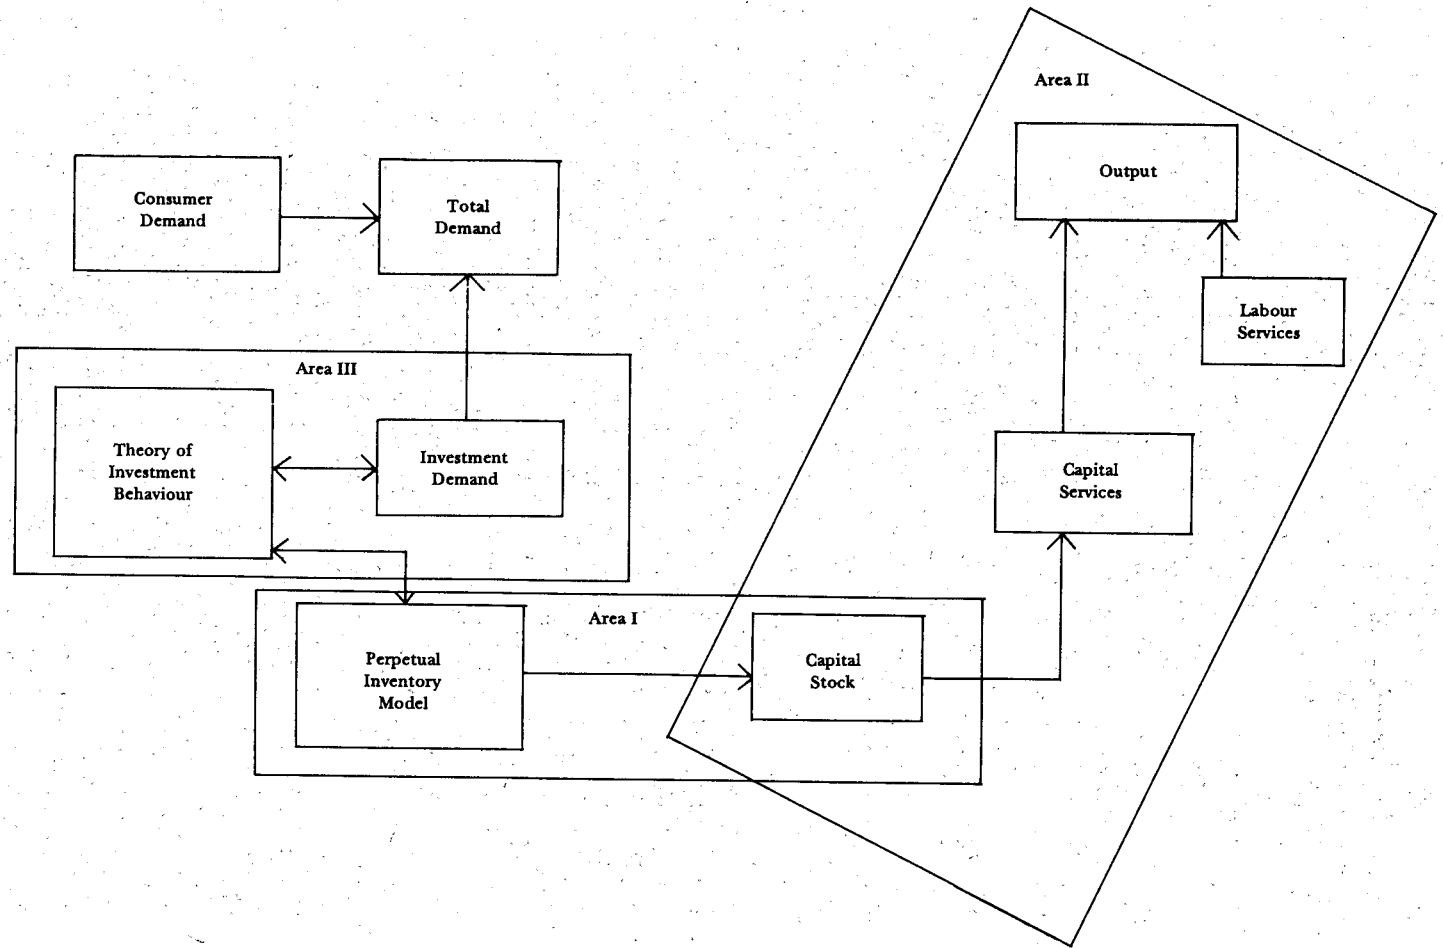 Area II
Output
Consumer
Demand
Total
Demand
Labour
Services
Area III
Theory of
Investment
Behaviour
Investment
Demand
Capital
Services
Area I
Perpetual
Inventory
Model
Capital
Stock